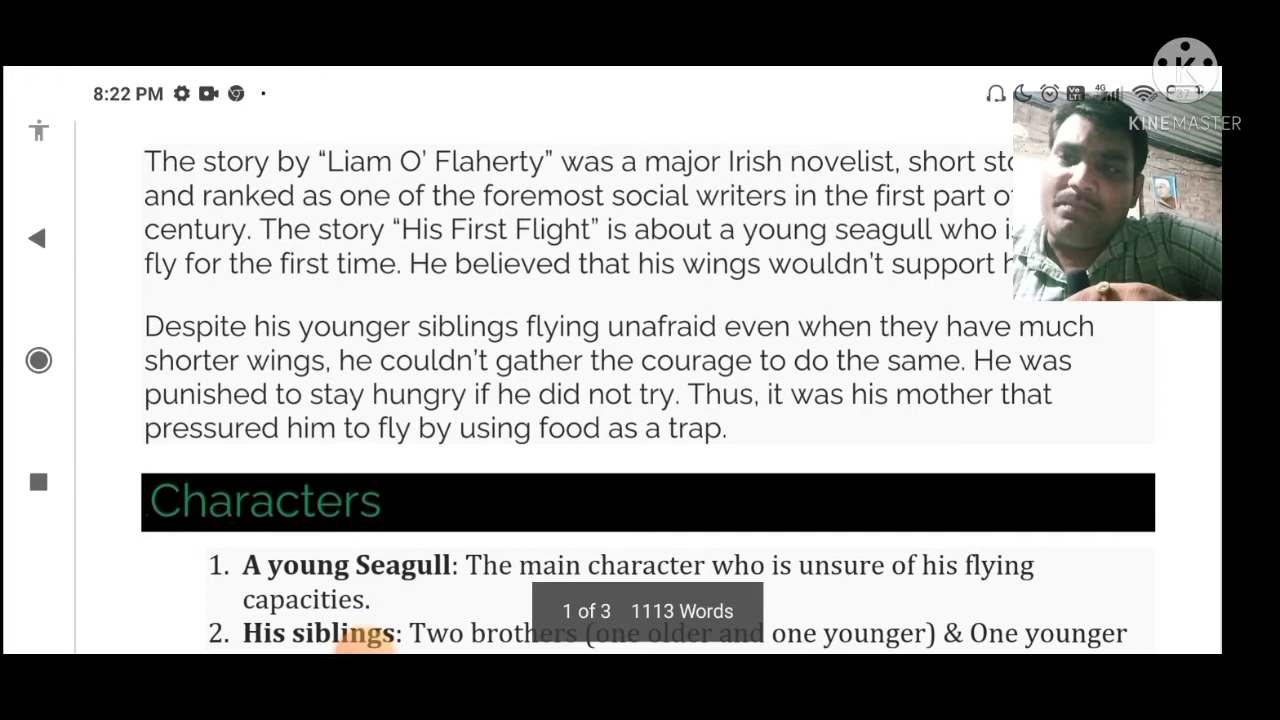 8:22 PM
4G
Vo LTE
37
KINEMASTER
The story by “Liam O’ Flaherty” was a major Irish novelist, short
and ranked as one of the foremost social writers in the first part
century. The story “His First Flight” is about a young seagull who
fly for the first time. He believed that his wings wouldn’t support
Despite his younger siblings flying unafraid even when they have much
shorter wings, he couldn’t gather the courage to do the same. He was
punished to stay hungry if he did not try. Thus, it was his mother that
pressured him to fly by using food as a trap.
Characters
1. A young Seagull: The main character who is unsure of his flying
capacities.
1 of 3 1113 Words
2. His siblings: Two brothers (one older and one younger) & One younger